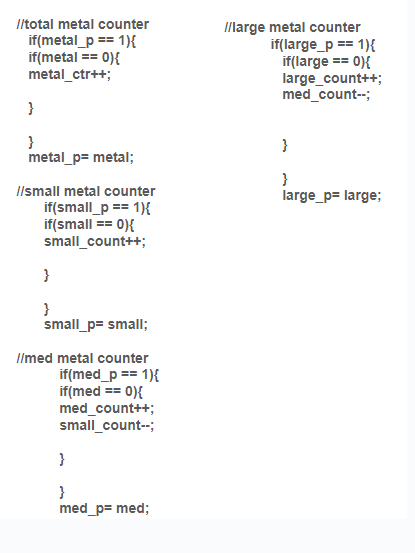 //total metal counter
if(metal_p == 1){
if(metal == 0){
metal_ctr++;
}
}
metal_p= metal;
//small metal counter
if(small_p == 1){
if(small == 0){
small_count++;
}
}
small_p= small;
//med metal counter
if(med_p == 1){
if(med == 0){
med_count++;
small_count--;
}
}
med_p= med;
//large metal counter
if(large_p == 1){
if(large == 0){
large_count++;
med_count--;
}
}
large_p= large;